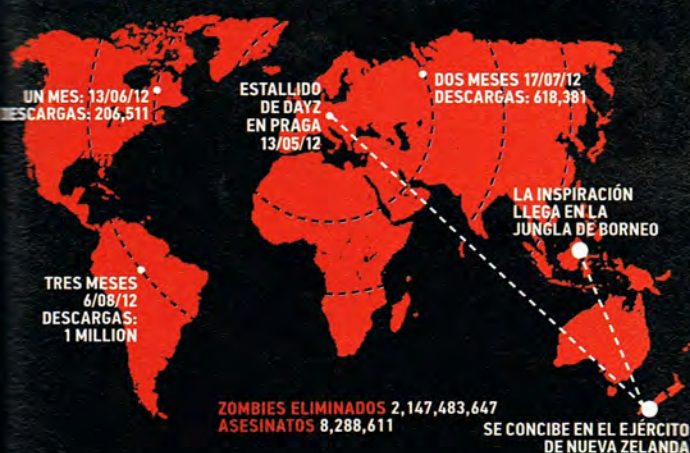 UN MES: 13/06/12
DESCARGAS: 206,511
ESTALLIDO
DE DAYZ
EN PRAGA
13/05/12
DOS MESES 17/07/12
DESCARGAS: 618,381
LA INSPIRACIÓN
LLEGA EN LA
JUNGLA DE BORNEO
TRES MESES
6/08/12
DESCARGAS:
1 MILLION
ZOMBIES ELIMINADOS 2,147,483,647
ASESINATOS 8,288,611
SE CONCIBE EN EL EJÉRCITO
DE NUEVA ZELANDA